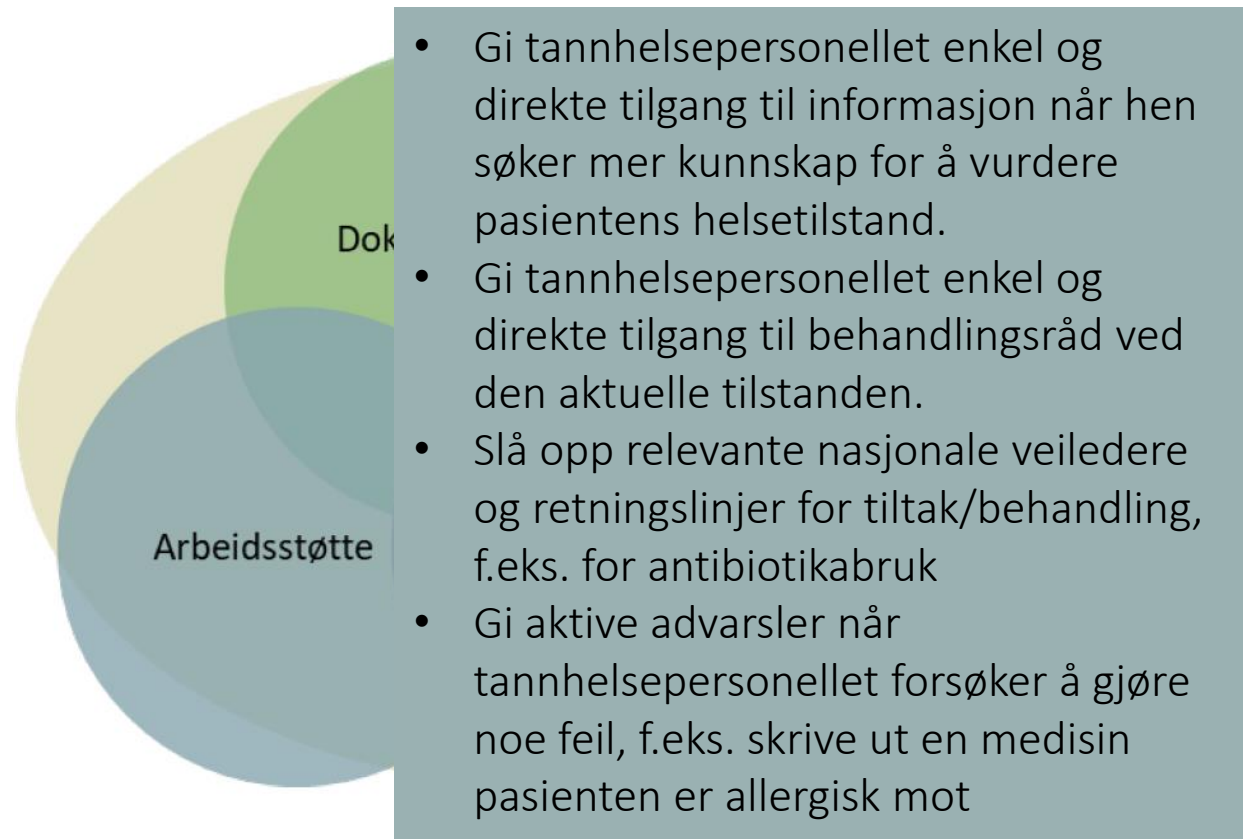 Dok
Arbeidsstøtte
• Gi tannhelsepersonellet enkel og
direkte tilgang til informasjon når hen
søker mer kunnskap for å vurdere
pasientens helsetilstand.
• Gi tannhelsepersonellet enkel og
direkte tilgang til behandlingsråd ved
den aktuelle tilstanden.
• Slå opp relevante nasjonale veiledere
og retningslinjer for tiltak/behandling,
f.eks. for antibiotikabruk
• Gi aktive advarsler når
tannhelsepersonellet forsøker å gjøre
noe feil, f.eks. skrive ut en medisin
pasienten er allergisk mot